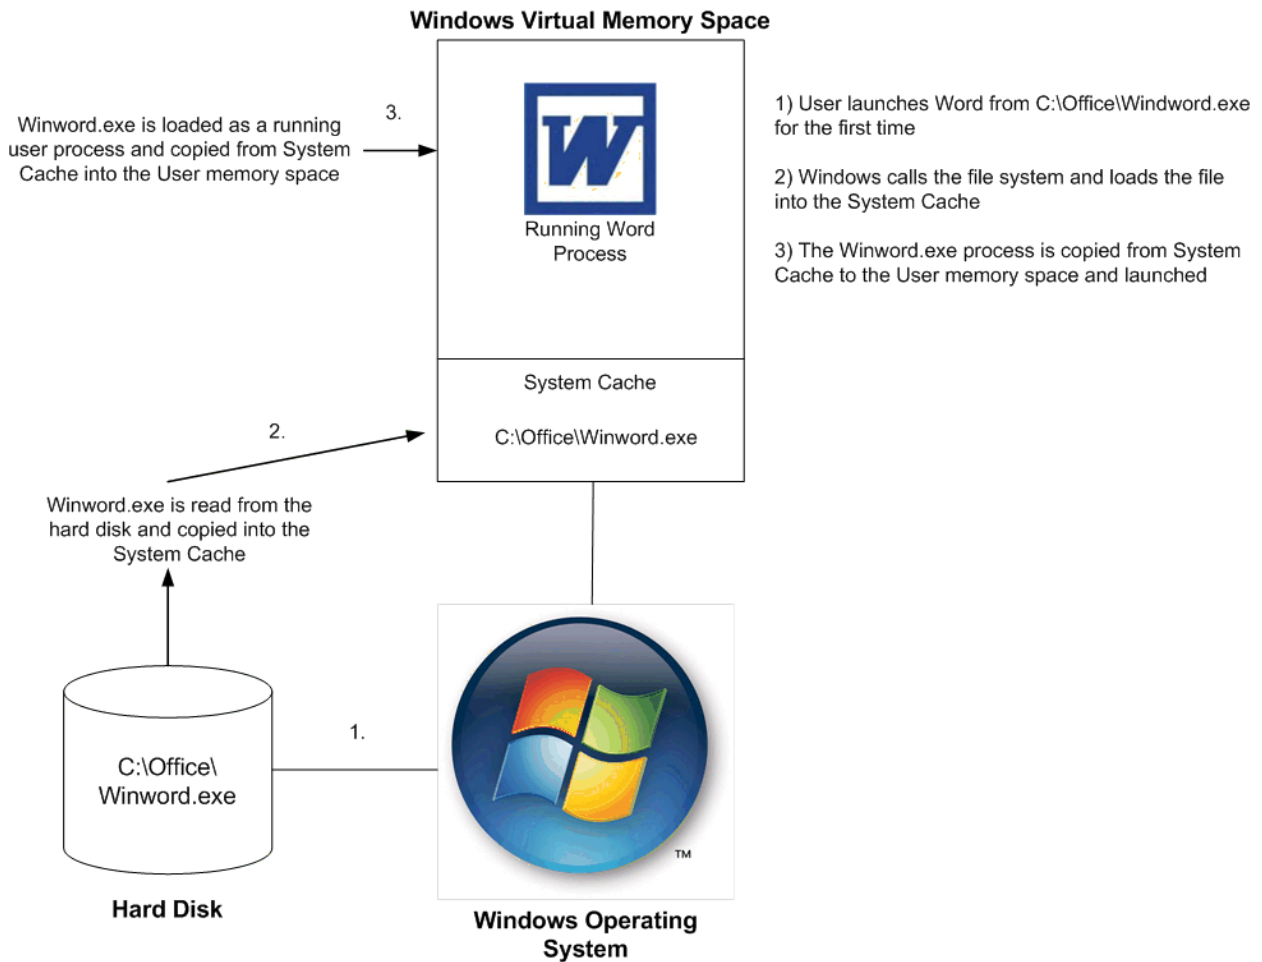 Windows Virtual Memory Space
Winword.exe is loaded as a running
user process and copied from System
Cache into the User memory space
3.
W
Running Word
Process
1) User launches Word from C:\Office\Windword.exe
for the first time
2) Windows calls the file system and loads the file
into the System Cache
3) The Winword.exe process is copied from System
Cache to the User memory space and launched
System Cache
C:\Office\Winword.exe
2.
Winword.exe is read from the
hard disk and copied into the
System Cache
1.
C:\Office\
Winword.exe
Hard Disk
TM
Windows Operating
System